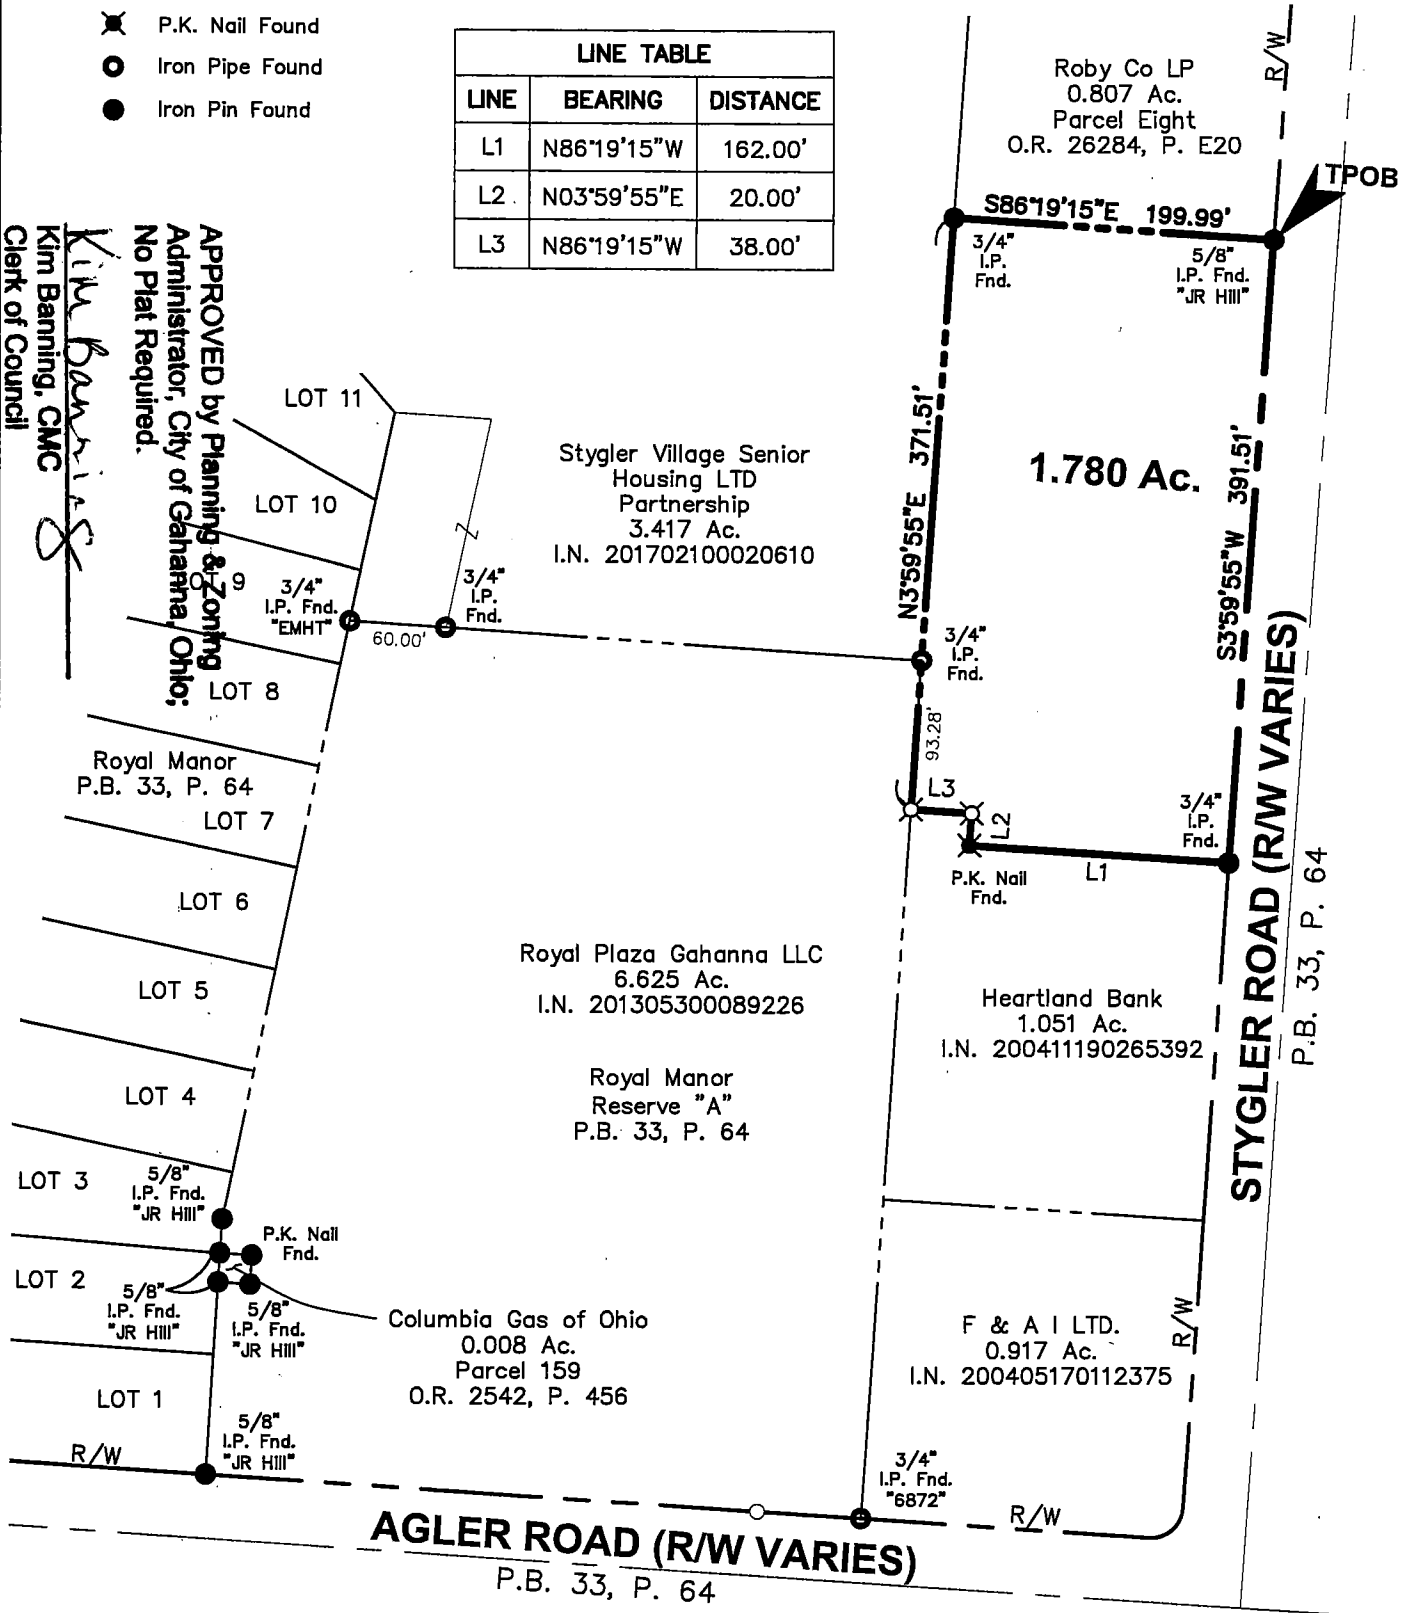 P.K. Nail Found
Iron Pipe Found
Iron Pin Found
LINE TABLE
LINE BEARING DISTANCE
L1 N86°19'15"W 162.00'
L2 N03°59'55"E 20.00'
L3 N86°19'15"W 38.00'
Roby Co LP
0.807 Ac.
Parcel Eight
O.R. 26284, P. E20
R/W
TPOB
S86°19'15"E 199.99'
3/4"
I.P.
Fnd.
5/8"
I.P. Fnd.
"JR Hill"
APPROVED by Planning & Zoning
Administrator, City of Gahanna, Ohio;
No Plat Required.
Kim Banning
Kim Banning, CMC
Clerk of Council
LOT 11
LOT 10
LOT 9
LOT 8
Royal Manor
P.B. 33, P. 64
LOT 7
LOT 6
LOT 5
LOT 4
LOT 3
LOT 2
LOT 1
Stygler Village Senior
Housing LTD
Partnership
3.417 Ac.
I.N. 201702100020610
Z
N3°59'55"E 371.51'
1.780 Ac.
S3°59'55"W 391.51'
3/4"
I.P. Fnd.
"EMHT"
60.00'
3/4"
I.P.
Fnd.
3/4"
I.P.
Fnd.
93.28'
L3
L2
L1
P.K. Nail
Fnd.
3/4"
I.P.
Fnd.
STYGLER ROAD (R/W VARIES)
P.B. 33, P. 64
Royal Plaza Gahanna LLC
6.625 Ac.
I.N. 201305300089226
Royal Manor
Reserve "A"
P.B. 33, P. 64
Heartland Bank
1.051 Ac.
I.N. 200411190265392
5/8"
I.P. Fnd.
"JR Hill"
P.K. Nail
Fnd.
5/8"
I.P. Fnd.
"JR Hill"
5/8"
I.P. Fnd.
"JR Hill"
Columbia Gas of Ohio
0.008 Ac.
Parcel 159
O.R. 2542, P. 456
F & A I LTD.
0.917 Ac.
I.N. 200405170112375
R/W
5/8"
I.P. Fnd.
"JR Hill"
R/W
3/4"
I.P. Fnd.
"6872"
R/W
AGLER ROAD (R/W VARIES)
P.B. 33, P. 64